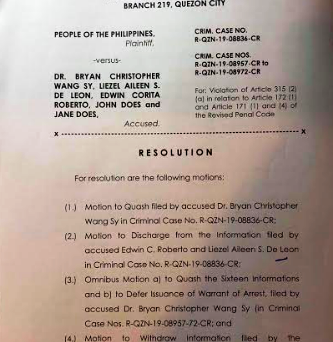 BRANCH 219, QUEZON CITY
PEOPLE OF THE PHILIPPINES,
Plaintiff,
-versus-
DR. BRYAN CHRISTOPHER
WANG SY, LIEZEL AILEEN S.
DE LEON, EDWIN CORITA
ROBERTO, JOHN DOES and
JANE DOES,
Accused.
CRIM. CASE NO.
R-QZN-19-08836-CR
CRIM. CASE NOS.
R-QZN-19-08957-CR to
R-QZN-19-08972-CR
For: Violation of Article 315 (2)
(a) in relation to Article 172 (1)
and Article 171 (1) and (4) of
the Revised Penal Code
x ----------------------------------------------------- x
RESOLUTION
For resolution are the following motions:
(1.) Motion to Quash filed by accused Dr. Bryan Christopher
Wang Sy in Criminal Case No. R-QZN-19-08836-CR;
(2.) Motion to Discharge from the Information filed by
accused Edwin C. Roberto and Liezel Aileen S. De Leon
in Criminal Case No. R-QZN-19-08836-CR;
(3.) Omnibus Motion a) to Quash the Sixteen Informations
and b) to Defer Issuance of Warrant of Arrest, filed by
accused Dr. Bryan Christopher Wang Sy (in Criminal
Case Nos. R-QZN-19-08957-72-CR; and
(4.) Motion to Withdraw Information filed by the